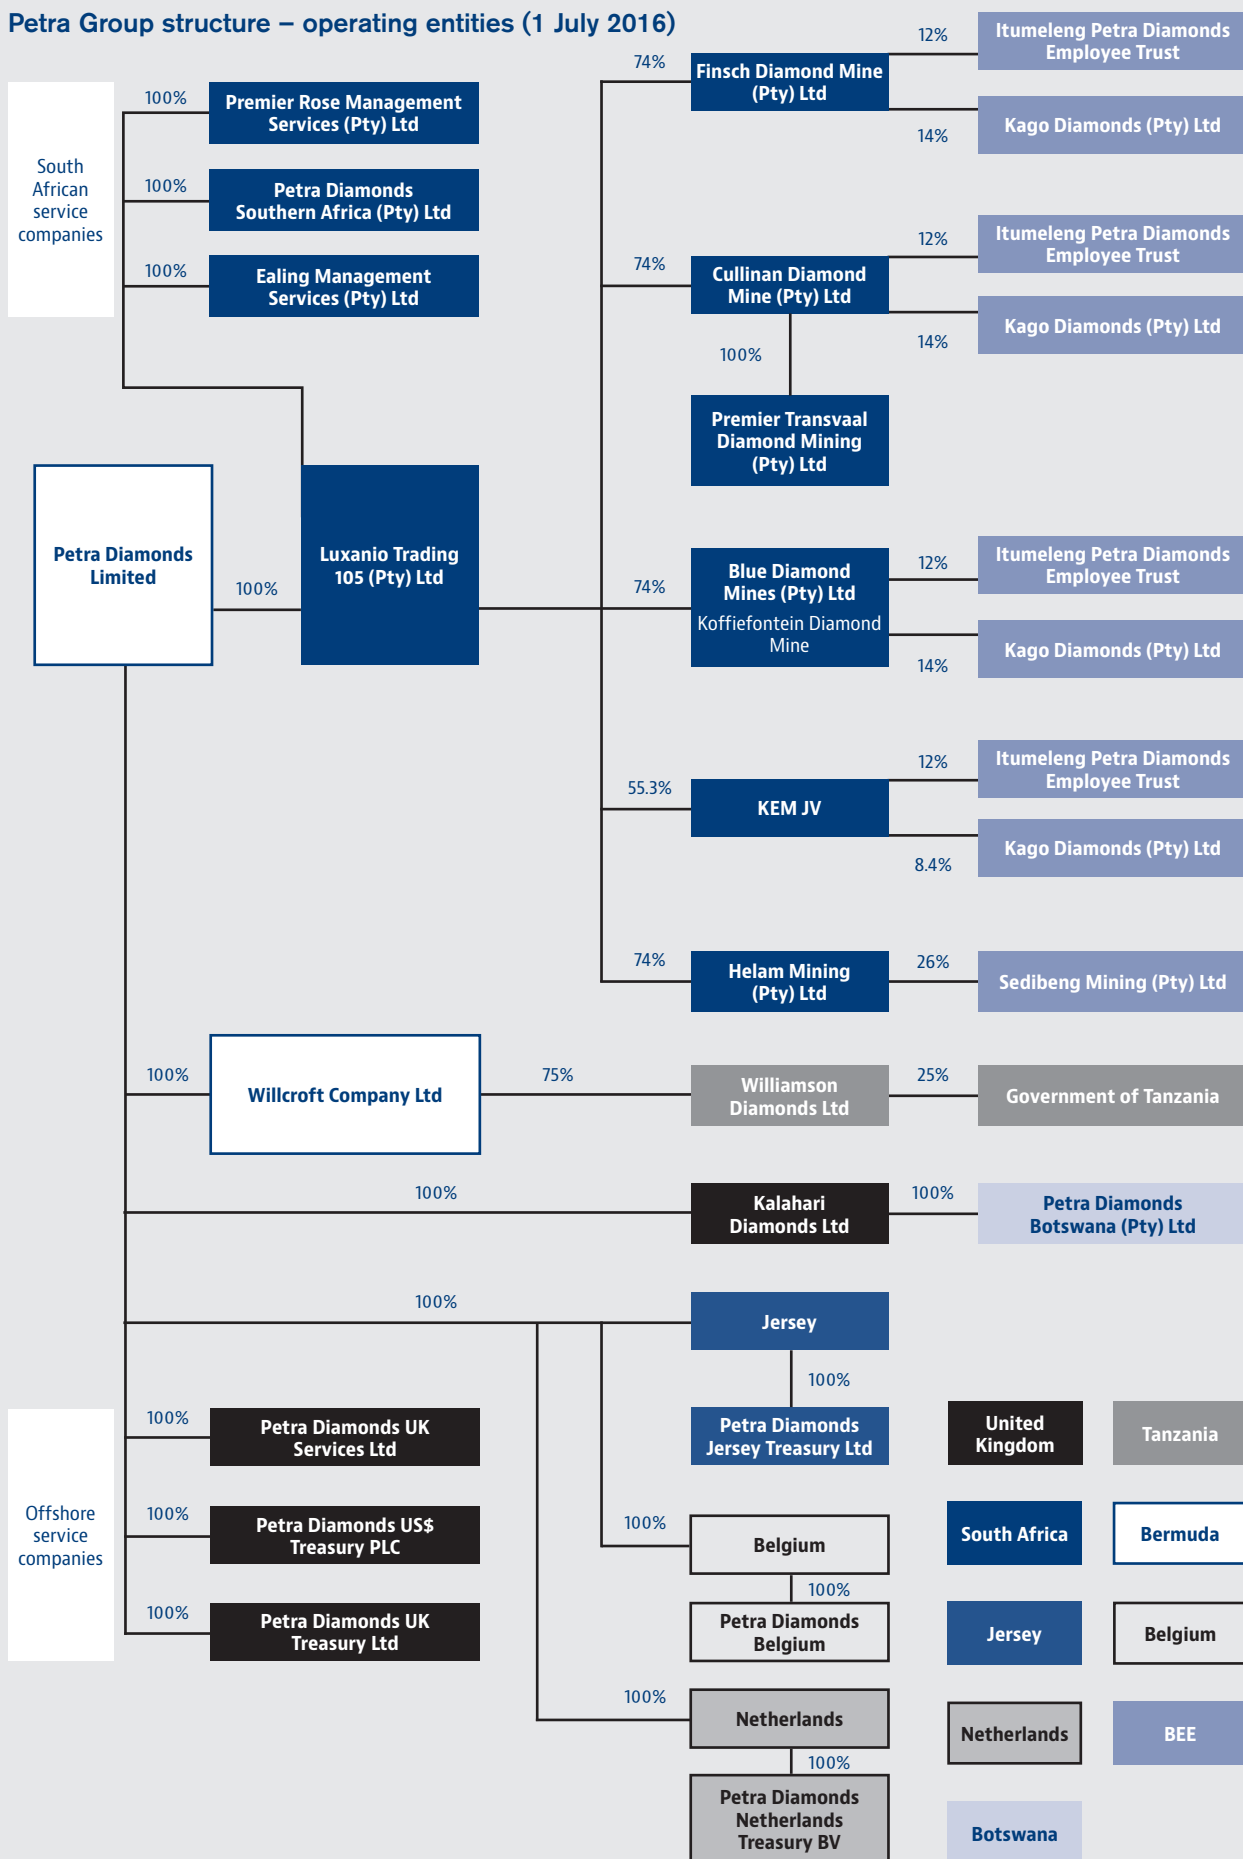 Petra Group structure – operating entities (1 July 2016)
South
African
service
companies
100%
Premier Rose Management
Services (Pty) Ltd
100%
Petra Diamonds
Southern Africa (Pty) Ltd
100%
Ealing Management
Services (Pty) Ltd
Petra Diamonds
Limited
100%
Luxanio Trading
105 (Pty) Ltd
74%
Finsch Diamond Mine
(Pty) Ltd
12%
Itumeleng Petra Diamonds
Employee Trust
14%
Kago Diamonds (Pty) Ltd
74%
Cullinan Diamond
Mine (Pty) Ltd
12%
Itumeleng Petra Diamonds
Employee Trust
14%
Kago Diamonds (Pty) Ltd
100%
Premier Transvaal
Diamond Mining
(Pty) Ltd
74%
Blue Diamond
Mines (Pty) Ltd
Koffiefontein Diamond
Mine
12%
Itumeleng Petra Diamonds
Employee Trust
14%
Kago Diamonds (Pty) Ltd
55.3%
KEM JV
12%
Itumeleng Petra Diamonds
Employee Trust
8.4%
Kago Diamonds (Pty) Ltd
74%
Helam Mining
(Pty) Ltd
26%
Sedibeng Mining (Pty) Ltd
100%
Willcroft Company Ltd
75%
Williamson
Diamonds Ltd
25%
Government of Tanzania
100%
Kalahari
Diamonds Ltd
100%
Petra Diamonds
Botswana (Pty) Ltd
100%
Jersey
100%
Petra Diamonds
Jersey Treasury Ltd
Offshore
service
companies
100%
Petra Diamonds UK
Services Ltd
100%
Petra Diamonds US$
Treasury PLC
100%
Petra Diamonds UK
Treasury Ltd
100%
Belgium
100%
Petra Diamonds
Belgium
100%
Netherlands
100%
Petra Diamonds
Netherlands
Treasury BV
United
Kingdom
Tanzania
South Africa
Bermuda
Jersey
Belgium
Netherlands
BEE
Botswana